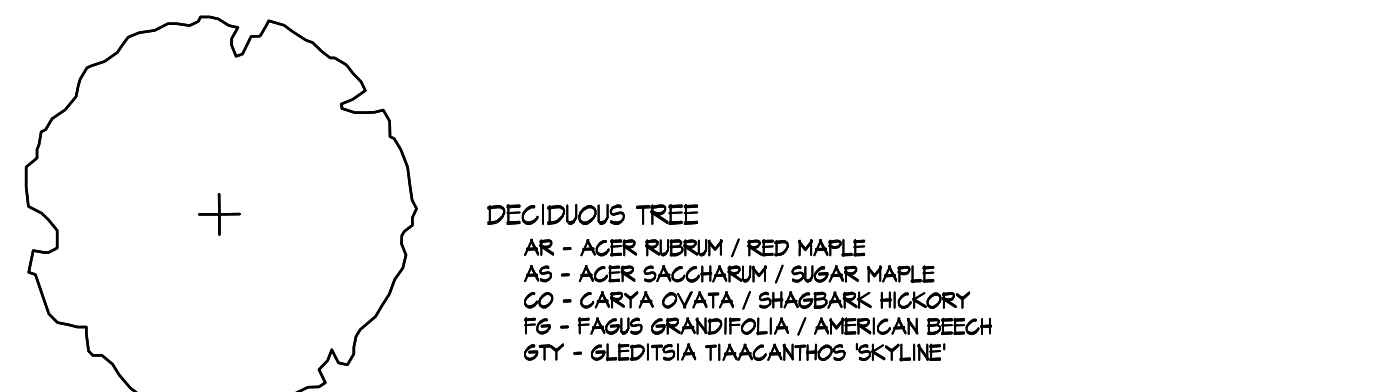 DECIDUOUS TREE
AR - ACER RUBRUM / RED MAPLE
AS - ACER SACCHARUM / SUGAR MAPLE
CO - CARYA OVATA / SHAGBARK HICKORY
FG - FAGUS GRANDIFOLIA / AMERICAN BEECH
GTY - GLEDITSIA TIAACANTHOS 'SKYLINE'